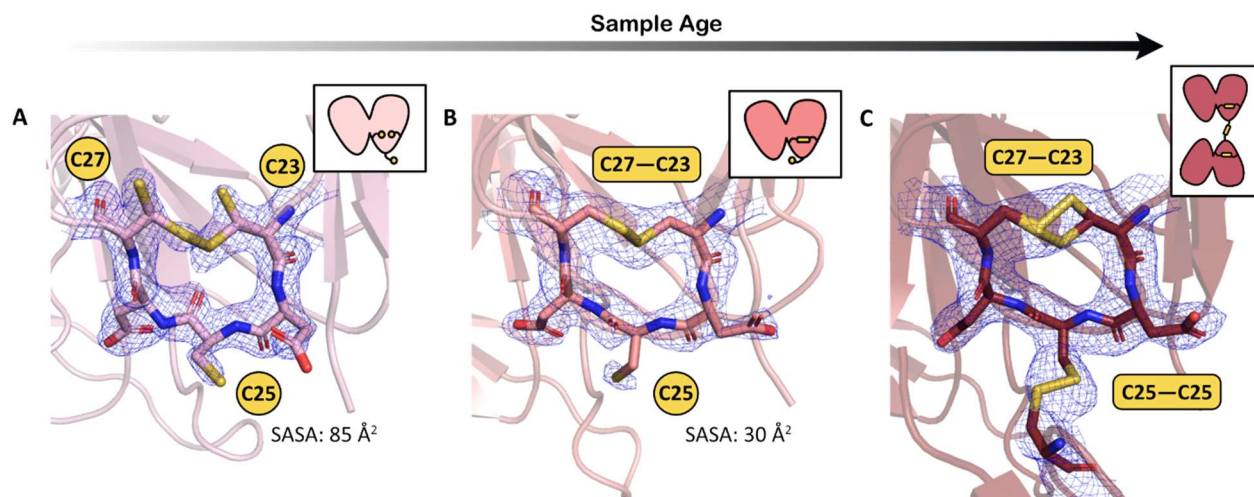 Sample Age
A
C27
C23
C25
SASA: 85 Å²
B
C27—C23
C25
SASA: 30 Å²
C
C27—C23
C25—C25